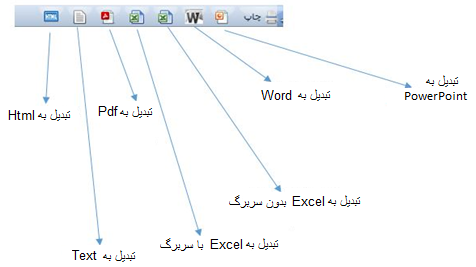 HTML
W
چاپ
تبدیل به
PowerPoint
تبدیل به Word
تبدیل به Pdf
تبدیل به Html
تبدیل به Excel بدون سربرگ
تبدیل به Excel با سربرگ
تبدیل به Text